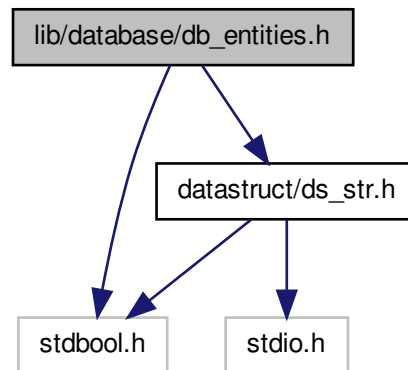 lib/database/db_entities.h
datastruct/ds_str.h
stdbool.h
stdio.h